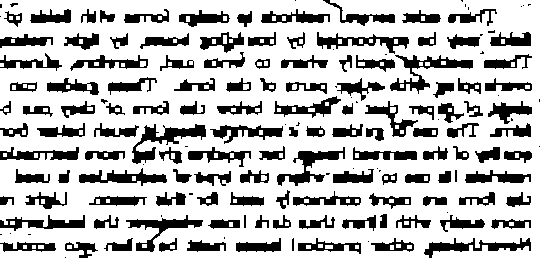 There exist several methods to design forms with fields to
fields may be surrounded by bounding boxes, by light
These methods specify where to write and, therefore,
overlapping with other parts of the form. These guides can
sheet of paper that is located below the form or they can
form. The use of guides on a separate sheet is much better
quality of the scanned image, but requires giving more
restricts its use to tasks where this type of acquisition is used
the form are more commonly used for this reason. Light
more easily with filters than dark lines whenever the
Nevertheless, other practical issues must be taken into